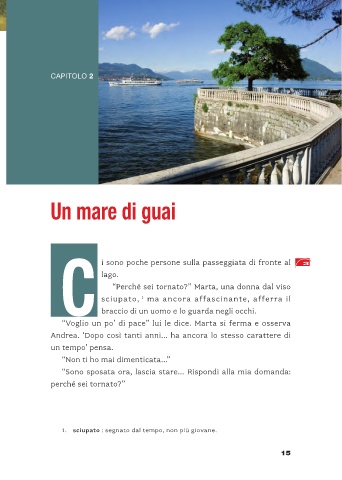 CAPITOLO 2
Un mare di guai
Ci sono poche persone sulla passeggiata di fronte al
lago.
“Perché sei tornato?” Marta, una donna dal viso
sciupato,¹ ma ancora affascinante, afferra il
braccio di un uomo e lo guarda negli occhi.
“Voglio un po’ di pace” lui le dice. Marta si ferma e osserva
Andrea. ‘Dopo così tanti anni... ha ancora lo stesso carattere di
un tempo’ pensa.
“Non ti ho mai dimenticata...”
“Sono sposata ora, lascia stare... Rispondi alla mia domanda:
perché sei tornato?”
1. sciupato : segnato dal tempo, non più giovane.
15